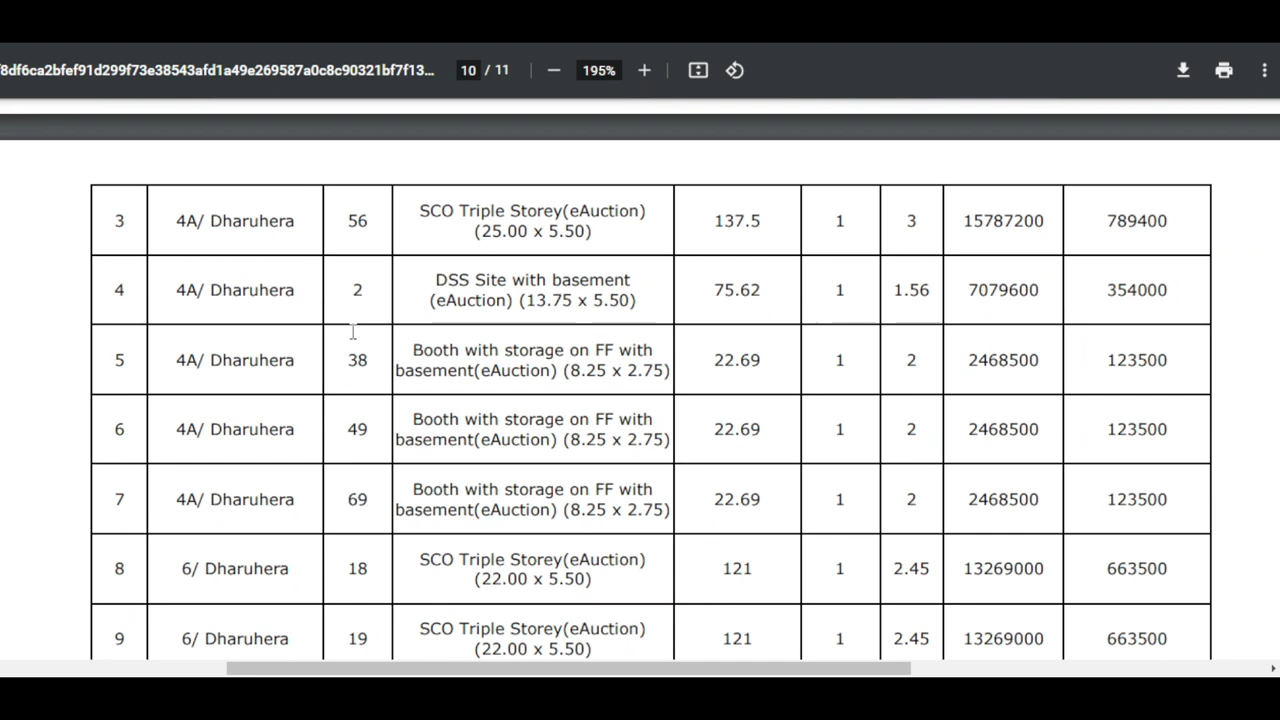 8df6ca2bfef91d299f73e38543afd1a49e269587a0c8c90321bf7f13... 10 / 11 195%
3 4A/ Dharuhera 56 SCO Triple Storey(eAuction) (25.00 x 5.50) 137.5 1 3 15787200 789400
4 4A/ Dharuhera 2 DSS Site with basement (eAuction) (13.75 x 5.50) 75.62 1 1.56 7079600 354000
5 4A/ Dharuhera 38 Booth with storage on FF with basement(eAuction) (8.25 x 2.75) 22.69 1 2 2468500 123500
6 4A/ Dharuhera 49 Booth with storage on FF with basement(eAuction) (8.25 x 2.75) 22.69 1 2 2468500 123500
7 4A/ Dharuhera 69 Booth with storage on FF with basement(eAuction) (8.25 x 2.75) 22.69 1 2 2468500 123500
8 6/ Dharuhera 18 SCO Triple Storey(eAuction) (22.00 x 5.50) 121 1 2.45 13269000 663500
9 6/ Dharuhera 19 SCO Triple Storey(eAuction) (22.00 x 5.50) 121 1 2.45 13269000 663500